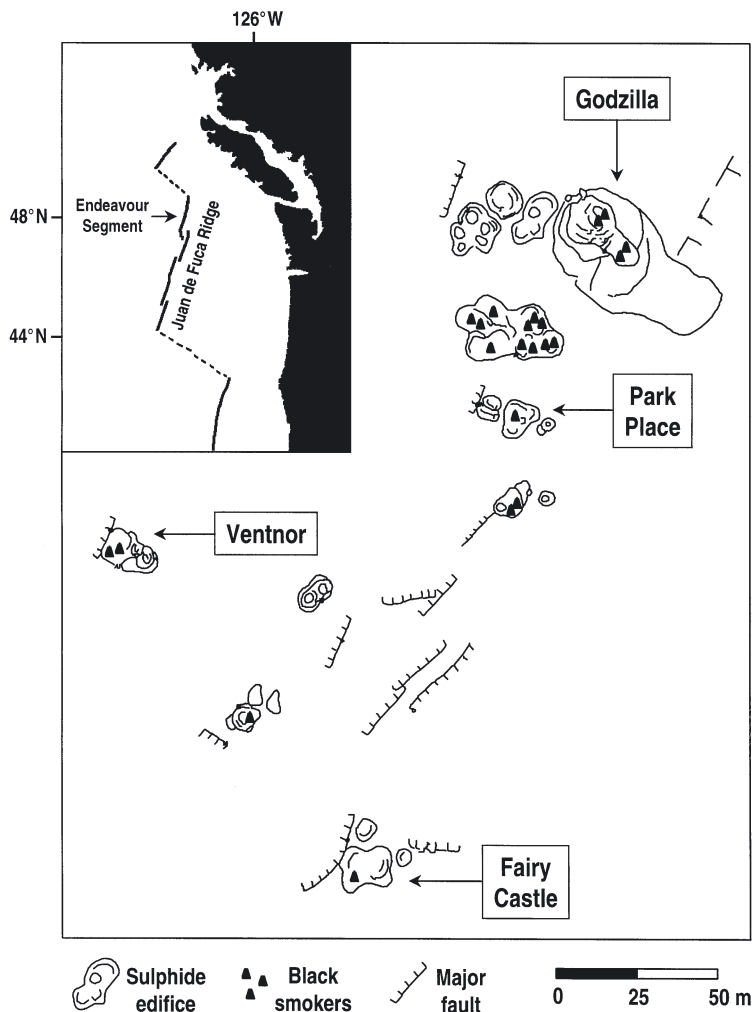 126°W
Godzilla
Endeavour
Segment
48°N
Juan de Fuca Ridge
44°N
Park
Place
Ventnor
Fairy
Castle
Sulphide
edifice
Black
smokers
Major
fault
0 25 50 m